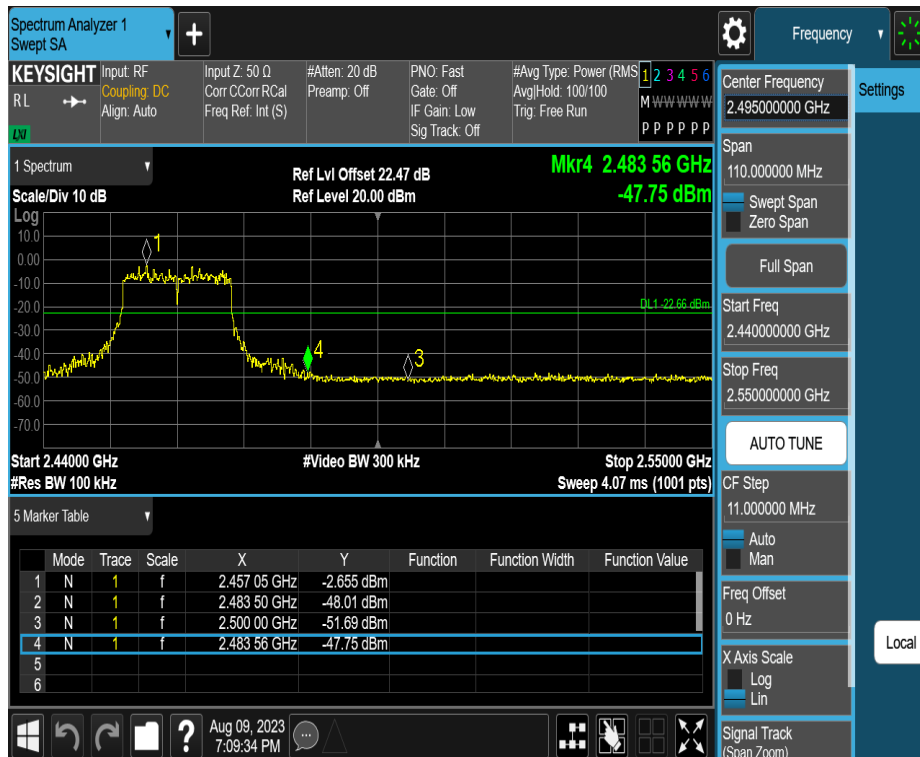 Spectrum Analyzer 1
Swept SA
Frequency
KEYSIGHT
R L
LXI
Input: RF
Coupling: DC
Align: Auto
Input Z: 50 Ω
Corr CCorr RCal
Freq Ref: Int (S)
#Atten: 20 dB
Preamp: Off
PNO: Fast
Gate: Off
IF Gain: Low
Sig Track: Off
#Avg Type: Power (RMS
Avg|Hold: 100/100
Trig: Free Run
1 2 3 4 5 6
M W W W W W
P P P P P P
1 Spectrum
Scale/Div 10 dB
Ref Lvl Offset 22.47 dB
Ref Level 20.00 dBm
Mkr4 2.483 56 GHz
-47.75 dBm
Log
10.0
0.00
-10.0
-20.0
-30.0
-40.0
-50.0
-60.0
-70.0
1
4
3
DL1 -22.66 dBm
Start 2.44000 GHz
#Res BW 100 kHz
#Video BW 300 kHz
Stop 2.55000 GHz
Sweep 4.07 ms (1001 pts)
5 Marker Table
Mode Trace Scale X Y Function Function Width Function Value
1 N 1 f 2.457 05 GHz -2.655 dBm
2 N 1 f 2.483 50 GHz -48.01 dBm
3 N 1 f 2.500 00 GHz -51.69 dBm
4 N 1 f 2.483 56 GHz -47.75 dBm
5
6
?
Aug 09, 2023
7:09:34 PM
Center Frequency
2.495000000 GHz
Settings
Span
110.000000 MHz
Swept Span
Zero Span
Full Span
Start Freq
2.440000000 GHz
Stop Freq
2.550000000 GHz
AUTO TUNE
CF Step
11.000000 MHz
Auto
Man
Freq Offset
0 Hz
Local
X Axis Scale
Log
Lin
Signal Track
(Span Zoom)